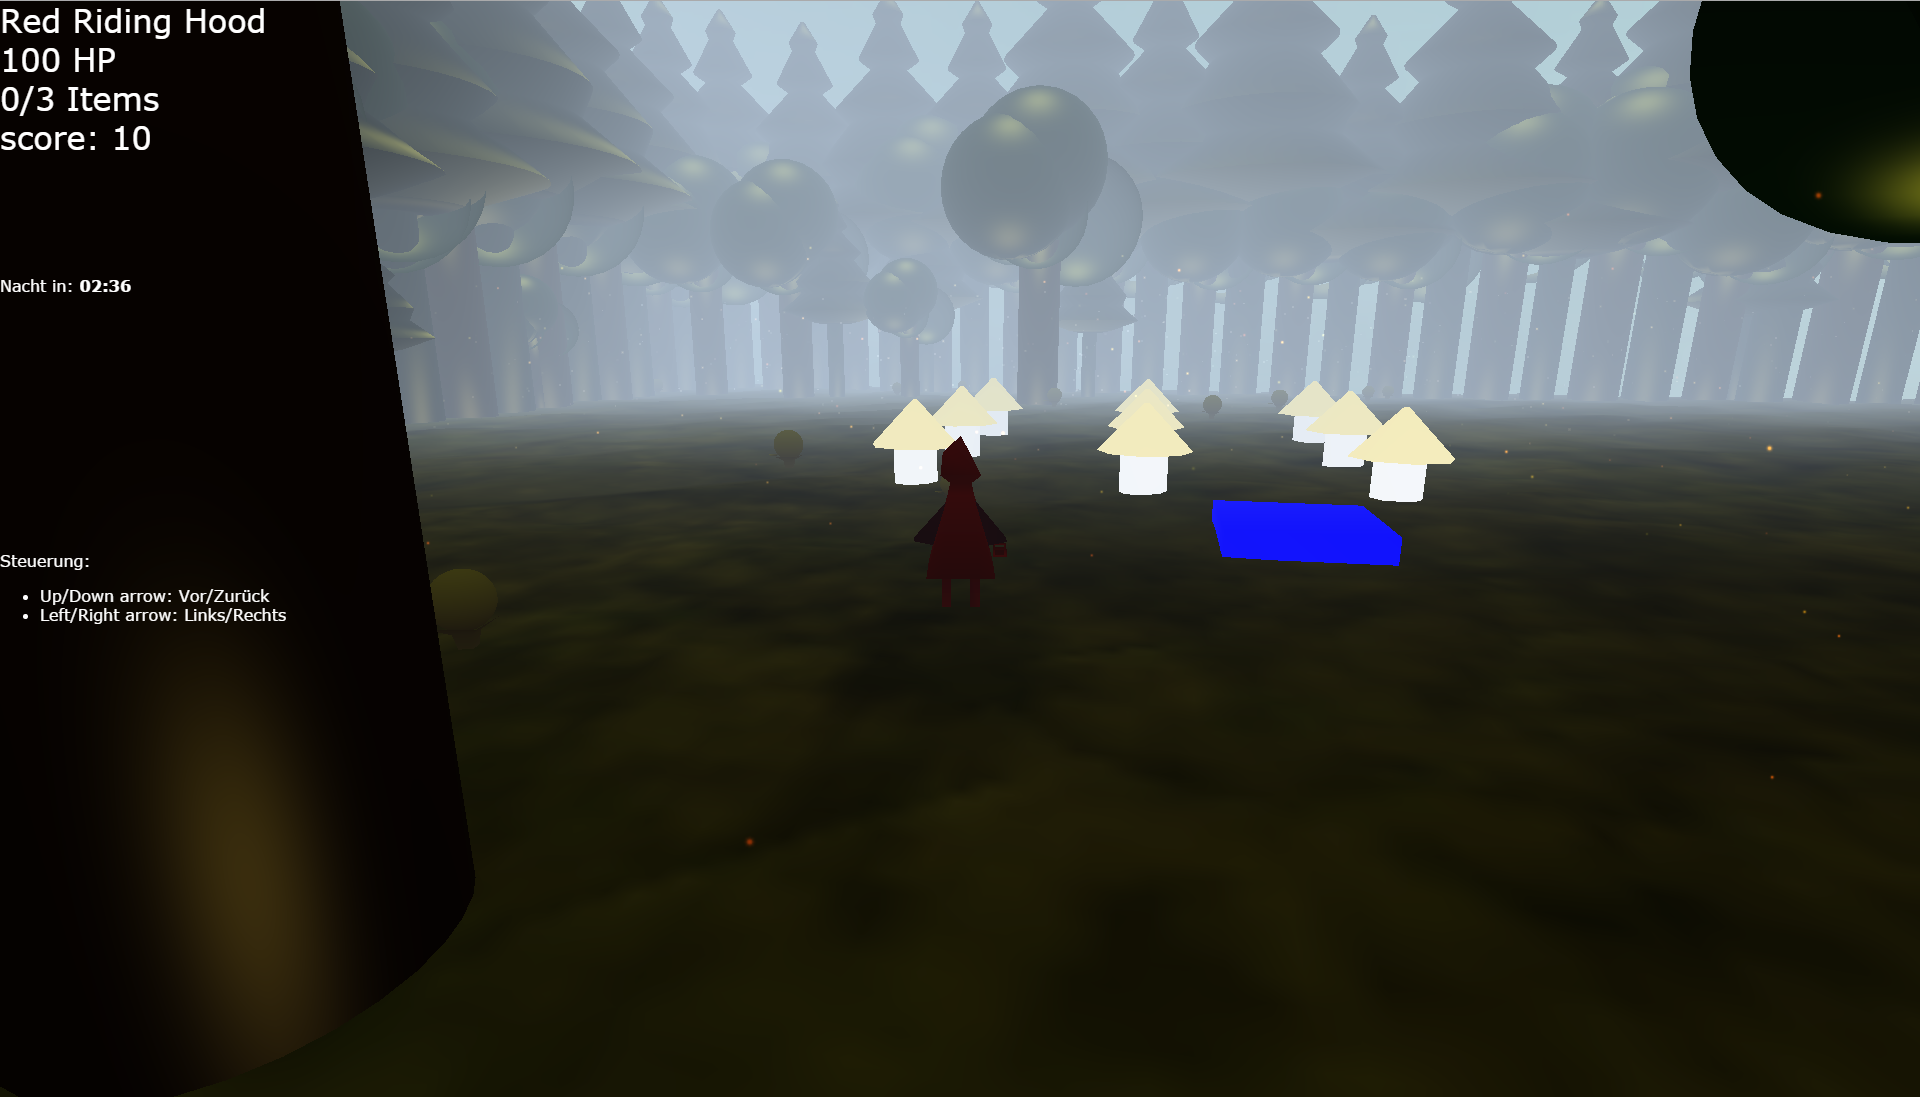 Red Riding Hood
100 HP
0/3 Items
score: 10
Nacht in: 02:36
Steuerung:
Up/Down arrow: Vor/Zurück
Left/Right arrow: Links/Rechts